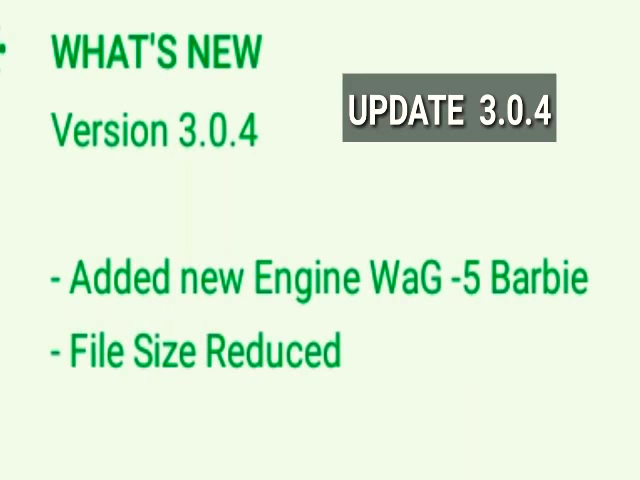 WHAT'S NEW
Version 3.0.4
UPDATE 3.0.4
- Added new Engine WaG -5 Barbie
- File Size Reduced